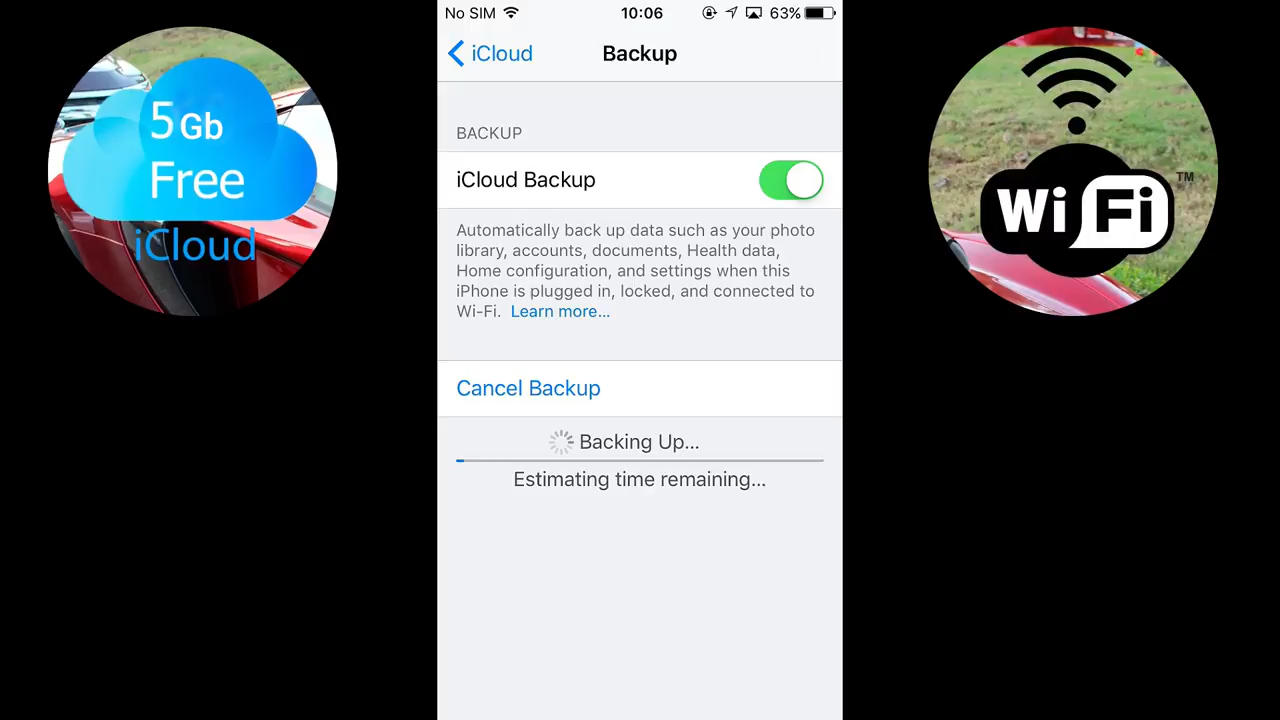 5 Gb
Free
iCloud
No SIM 10:06 63%
iCloud Backup
BACKUP
iCloud Backup
Automatically back up data such as your photo
library, accounts, documents, Health data,
Home configuration, and settings when this
iPhone is plugged in, locked, and connected to
Wi-Fi. Learn more...
Cancel Backup
Backing Up...
Estimating time remaining...
Wi Fi TM